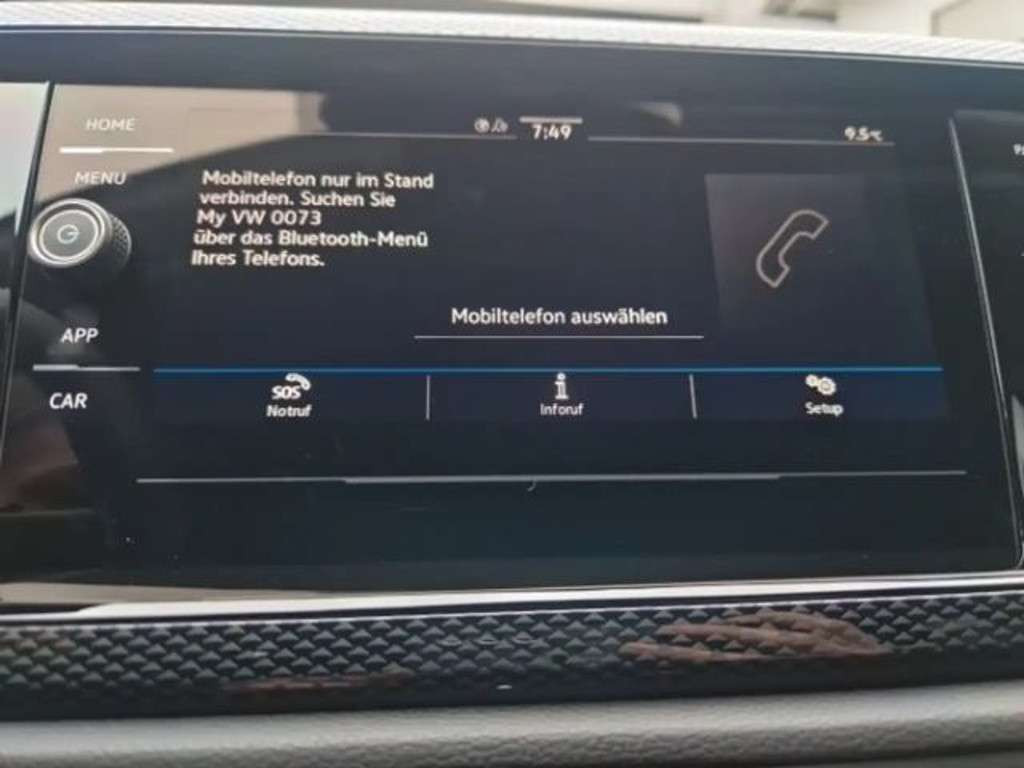 HOME
7:49
9.5°C
MENU
Mobiltelefon nur im Stand
verbinden. Suchen Sie
My VW 0073
über das Bluetooth-Menü
Ihres Telefons.
Mobiltelefon auswählen
APP
CAR
SOS
Notruf
Inforuf
Setup